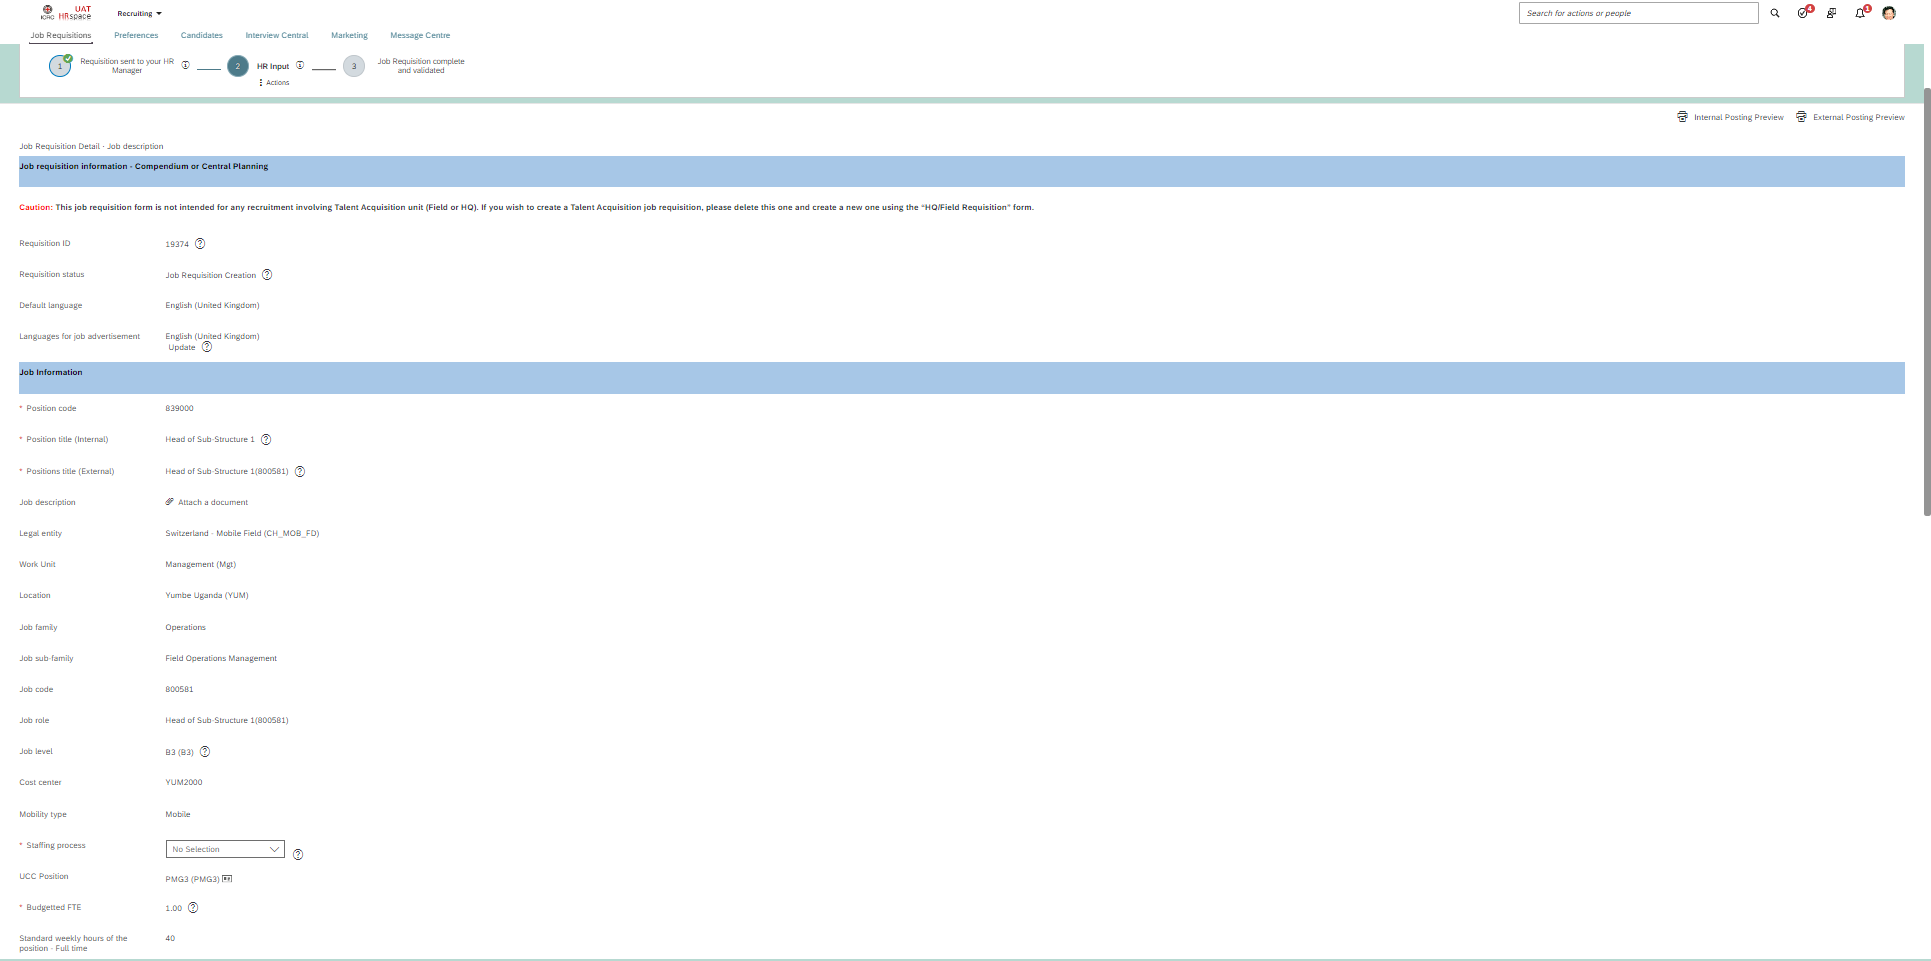 UAT
ICRC HRspace
Recruiting
Search for actions or people
4
1
Job Requisitions
Preferences
Candidates
Interview Central
Marketing
Message Centre
1
Requisition sent to your HR
Manager
2
HR Input
Actions
3
Job Requisition complete
and validated
Internal Posting Preview
External Posting Preview
Job Requisition Detail - Job description
Job requisition information - Compendium or Central Planning
Caution: This job requisition form is not intended for any recruitment involving Talent Acquisition unit (Field or HQ). If you wish to create a Talent Acquisition job requisition, please delete this one and create a new one using the "HQ/Field Requisition" form.
Requisition ID
19374
Requisition status
Job Requisition Creation
Default language
English (United Kingdom)
Languages for job advertisement
English (United Kingdom)
Update
Job Information
* Position code
839000
* Position title (Internal)
Head of Sub-Structure 1
* Positions title (External)
Head of Sub-Structure 1(800581)
Job description
Attach a document
Legal entity
Switzerland - Mobile Field (CH_MOB_FD)
Work Unit
Management (Mgt)
Location
Yumbe Uganda (YUM)
Job family
Operations
Job sub-family
Field Operations Management
Job code
800581
Job role
Head of Sub-Structure 1(800581)
Job level
B3 (B3)
Cost center
YUM2000
Mobility type
Mobile
* Staffing process
No Selection
UCC Position
PMG3 (PMG3)
* Budgetted FTE
1.00
Standard weekly hours of the
position - Full time
40